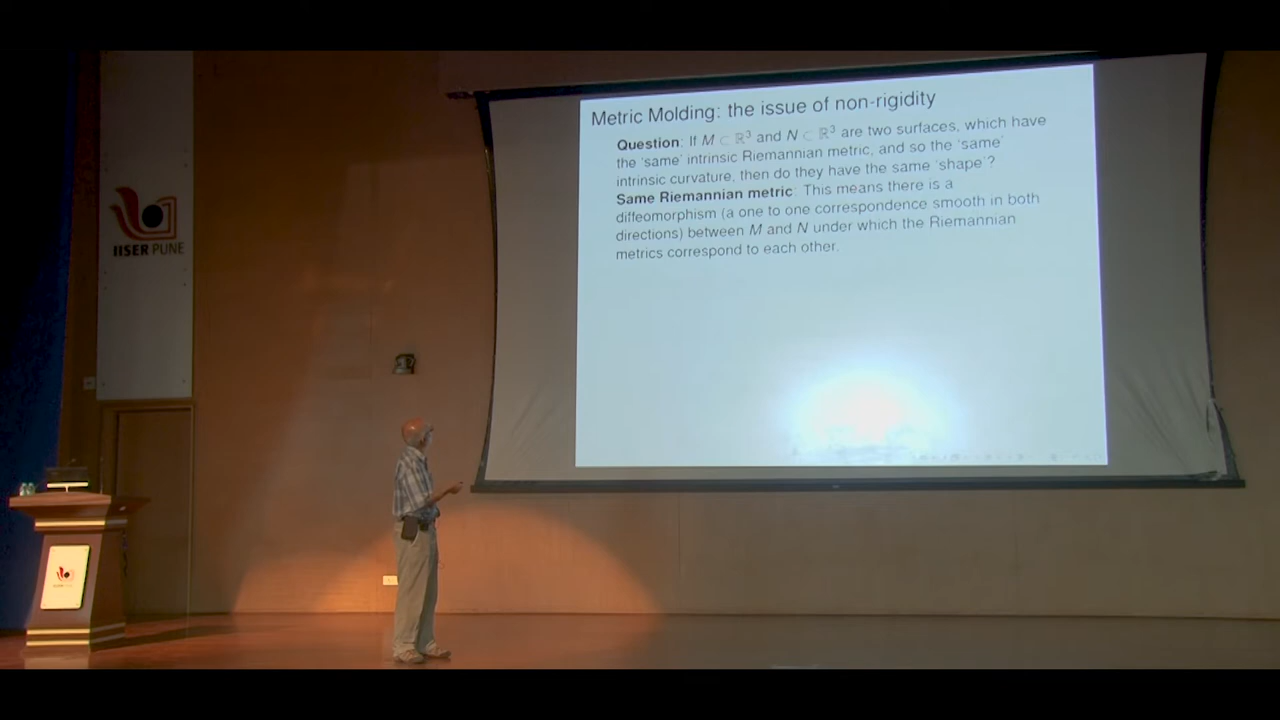 Metric Molding: the issue of non-rigidity
Question: If M ⊂ ℝ³ and N ⊂ ℝ³ are two surfaces, which have
the 'same' intrinsic Riemannian metric, and so the 'same'
intrinsic curvature, then do they have the same 'shape'?
Same Riemannian metric: This means there is a
diffeomorphism (a one to one correspondence smooth in both
directions) between M and N under which the Riemannian
metrics correspond to each other.
IISER PUNE